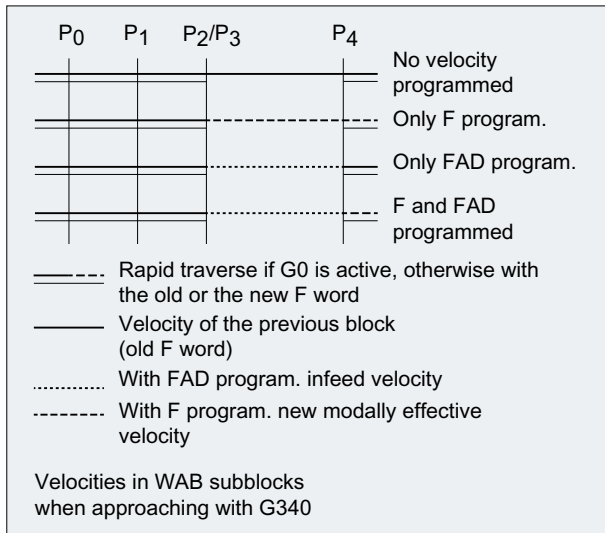 P0 P1 P2/P3 P4
No velocity
programmed
Only F program.
Only FAD program.
F and FAD
programmed
Rapid traverse if G0 is active, otherwise with
the old or the new F word
Velocity of the previous block
(old F word)
With FAD program. infeed velocity
With F program. new modally effective
velocity
Velocities in WAB subblocks
when approaching with G340